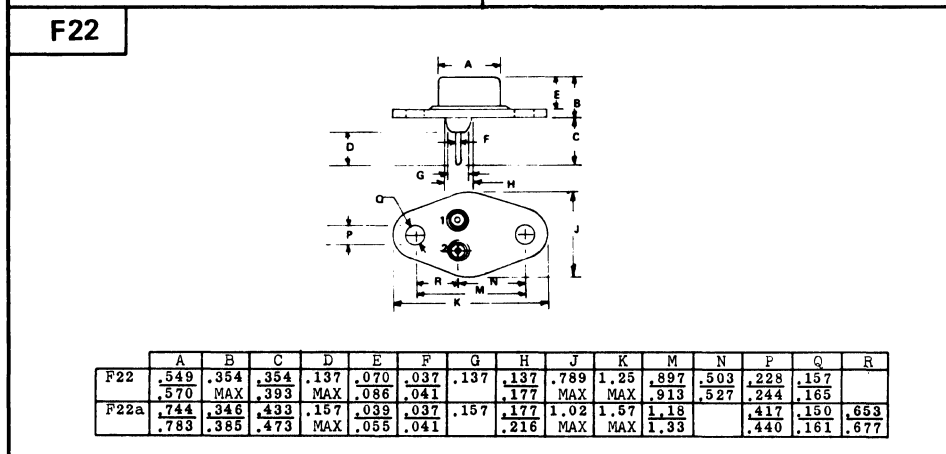 F22
A
E
B
C
D
F
G
H
Q
1
P
2
J
R
N
M
K
A B C D E F G H J K M N P Q R
F22 .549 .354 .354 .137 .070 .037 .137 .137 .789 1.25 .897 .503 .228 .157
.570 MAX .393 MAX .086 .041 .177 MAX MAX .913 .527 .244 .165
F22a .744 .346 .433 .157 .039 .037 .157 .177 1.02 1.57 1.18 .417 .150 .653
.783 .385 .473 MAX .055 .041 .216 MAX MAX 1.33 .440 .161 .677